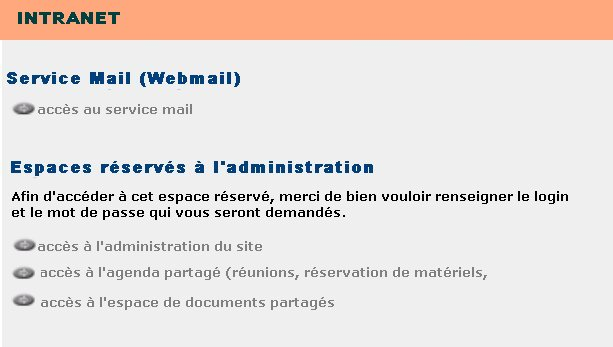 INTRANET
Service Mail (Webmail)
accès au service mail
Espaces réservés à l'administration
Afin d'accéder à cet espace réservé, merci de bien vouloir renseigner le login
et le mot de passe qui vous seront demandés.
accès à l'administration du site
accès à l'agenda partagé (réunions, réservation de matériels,
accès à l'espace de documents partagés